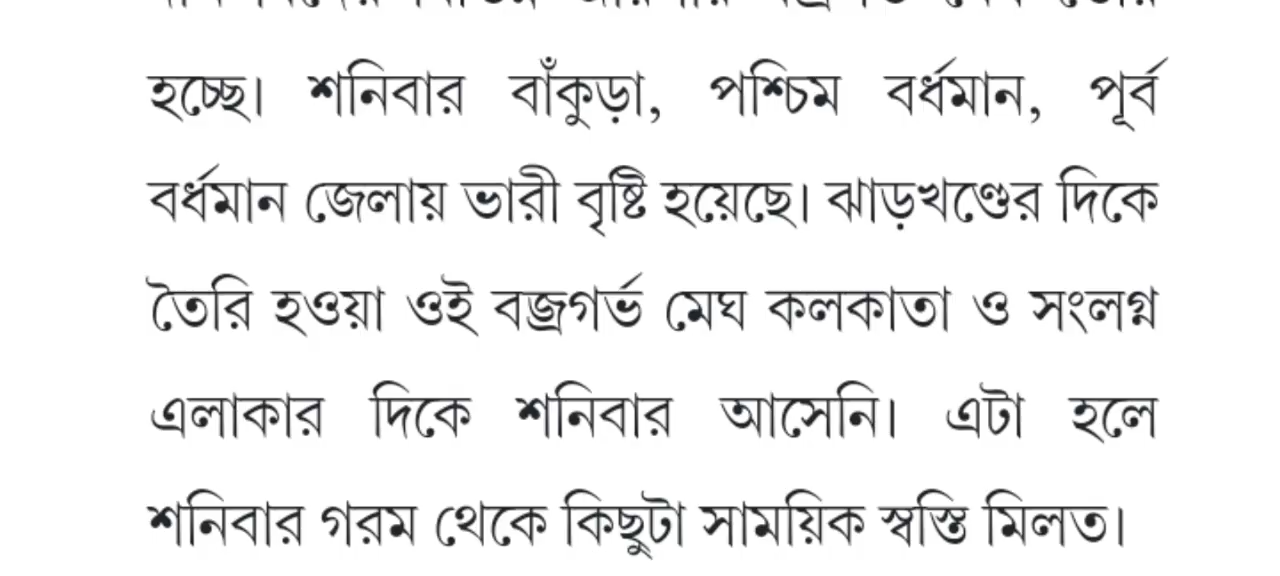 হচ্ছে। শনিবার বাঁকুড়া, পশ্চিম বর্ধমান, পূর্ব
বর্ধমান জেলায় ভারী বৃষ্টি হয়েছে। ঝাড়খণ্ডের দিকে
তৈরি হওয়া ওই বজ্রগর্ভ মেঘ কলকাতা ও সংলগ্ন
এলাকার দিকে শনিবার আসেনি। এটা হলে
শনিবার গরম থেকে কিছুটা সাময়িক স্বস্তি মিলত।